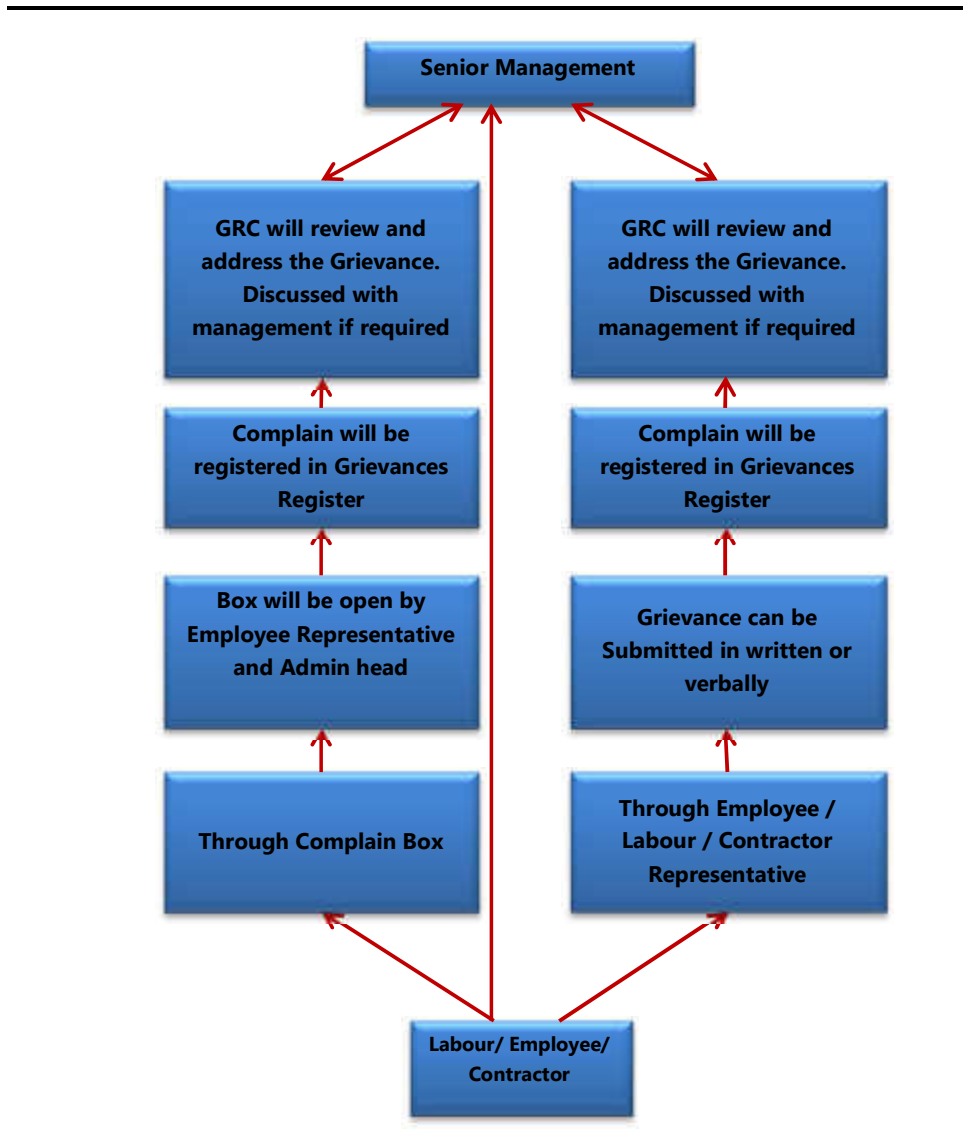 Senior Management
GRC will review and
address the Grievance.
Discussed with
management if required
GRC will review and
address the Grievance.
Discussed with
management if required
Complain will be
registered in Grievances
Register
Complain will be
registered in Grievances
Register
Box will be open by
Employee Representative
and Admin head
Grievance can be
Submitted in written or
verbally
Through Complain Box
Through Employee /
Labour / Contractor
Representative
Labour/ Employee/
Contractor